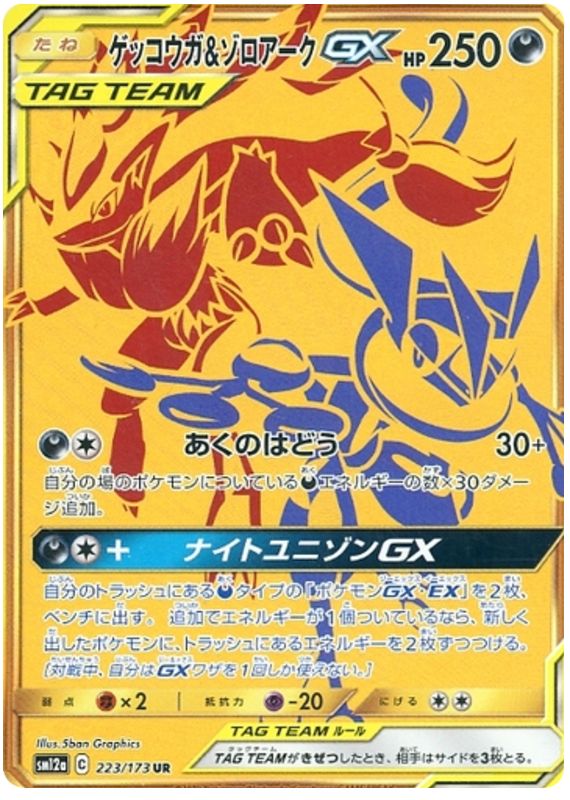 たね ゲッコウガ&ゾロアークGX HP 250
TAG TEAM
あくのはどう 30+
自分の場のポケモンについているエネルギーの数×30ダメ
ージ追加。
+ ナイトユニゾンGX
自分のトラッシュにあるタイプの「ポケモンGX・EX」を2枚、
ベンチに出す。 追加でエネルギーが1個ついているなら、新しく
出したポケモンに、トラッシュにあるエネルギーを2枚ずつつける。
[対戦中、自分はGXワザを1回しか使えない。]
弱点 ×2 抵抗力 -20 にげる
TAG TEAM ルール
TAG TEAMがきぜつしたとき、相手はサイドを3枚とる。
Illus. 5ban Graphics
sm12a C 223/173 UR